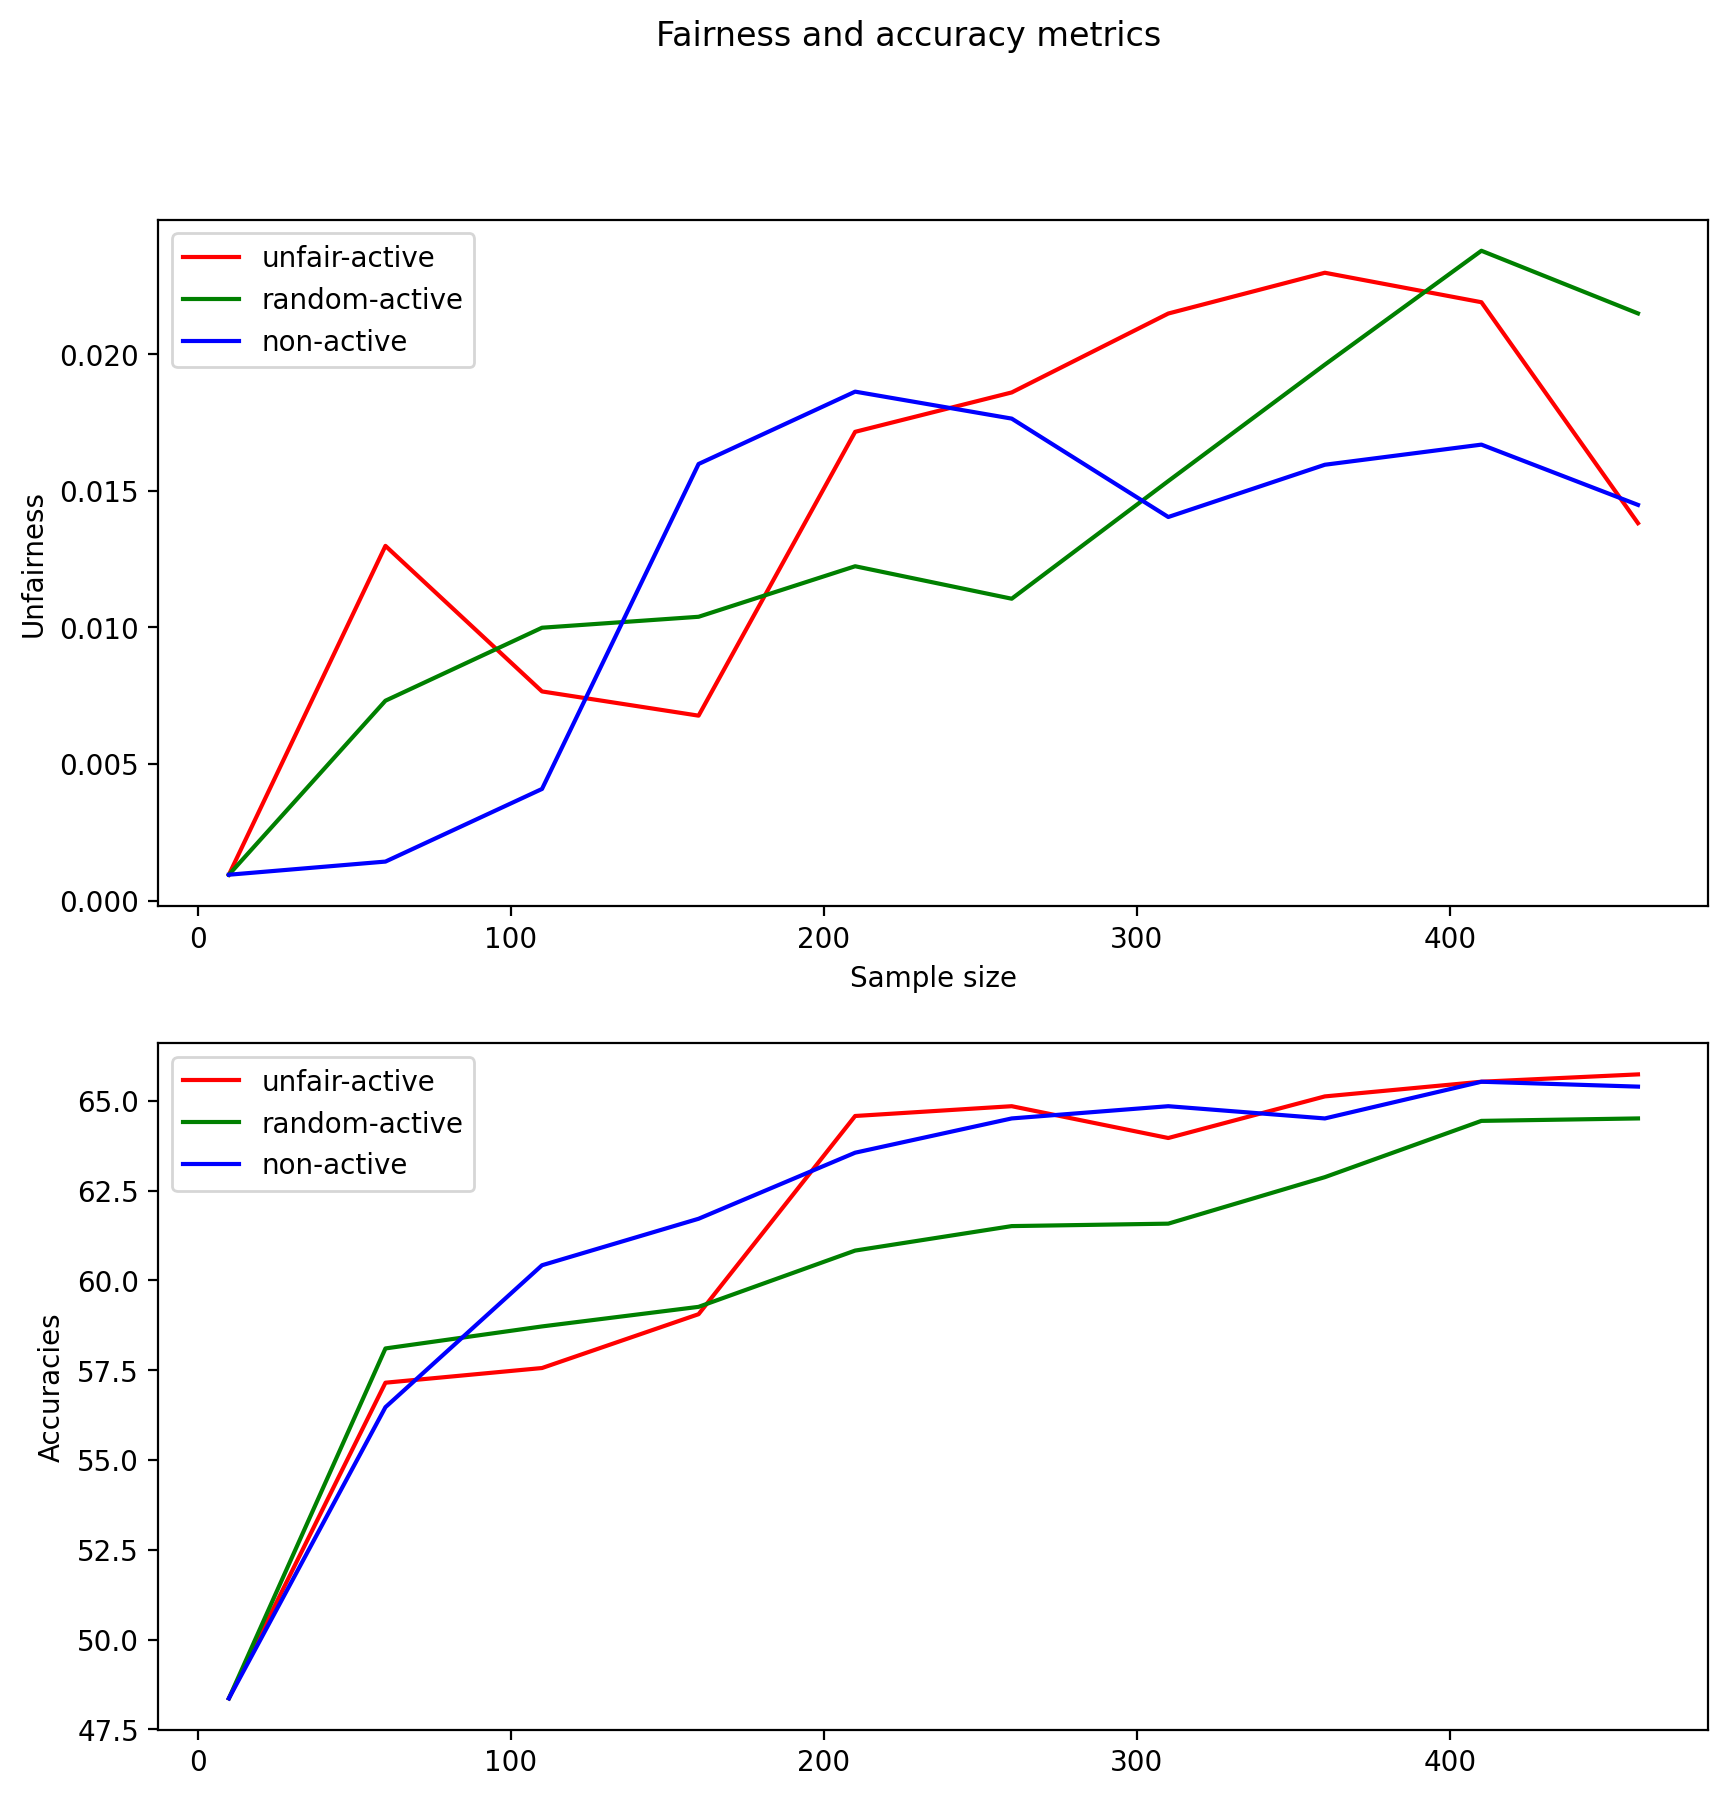 Fairness and accuracy metrics
unfair-active
random-active
non-active
0.020
0.015
0.010
0.005
0.000
Unfairness
0 100 200 300 400
Sample size
unfair-active
random-active
non-active
65.0
62.5
60.0
57.5
55.0
52.5
50.0
47.5
Accuracies
0 100 200 300 400